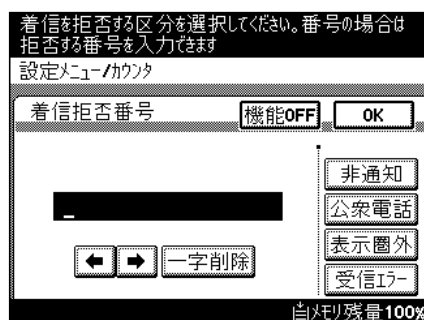 着信を拒否する区分を選択してください。番号の場合は
拒否する番号を入力できます
設定ﾒﾆｭｰ/ｶｳﾝﾀ
着信拒否番号
機能OFF
OK
非通知
公衆電話
表示圏外
受信ｴﾗｰ
_
← → 一字削除
ﾒﾓﾘ残量100%